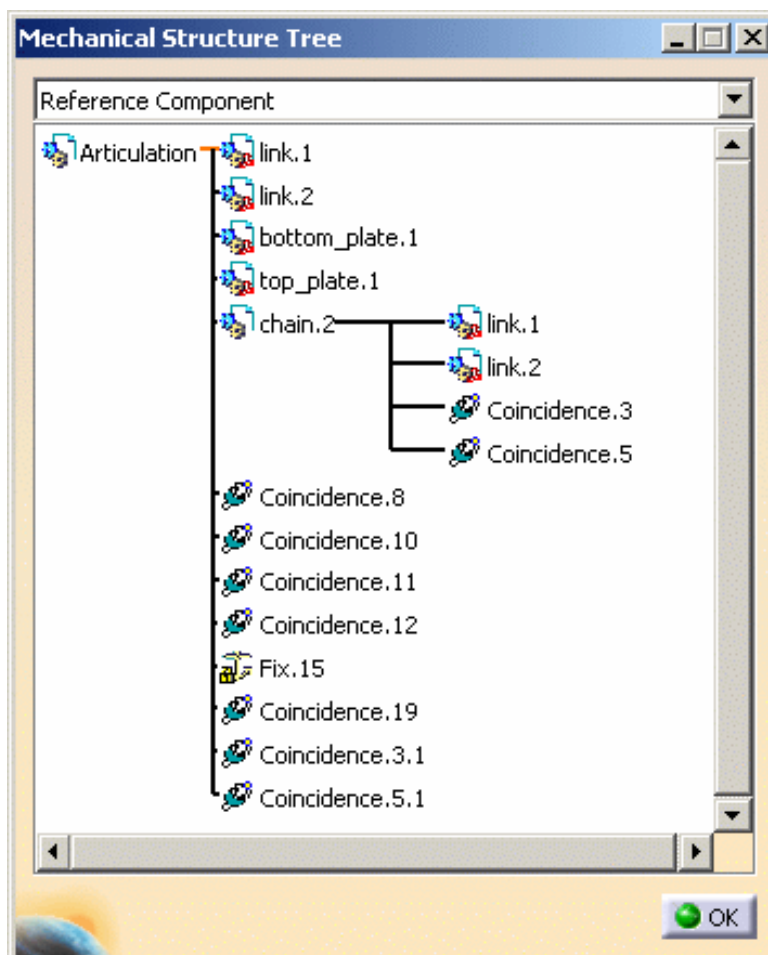 Mechanical Structure Tree
Reference Component
Articulation link.1
link.2
bottom_plate.1
top_plate.1
chain.2 link.1
link.2
Coincidence.3
Coincidence.5
Coincidence.8
Coincidence.10
Coincidence.11
Coincidence.12
Fix.15
Coincidence.19
Coincidence.3.1
Coincidence.5.1
OK